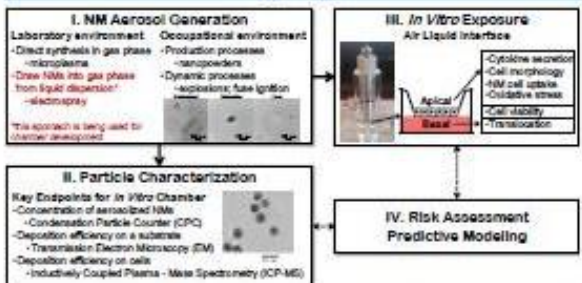 I. NM Aerosol Generation
Laboratory environment
-Direct synthesis in gas phase
-microplasma
-Draw NMs into gas phase
from liquid dispersion*
-electrospray
*this approach is being used for
chamber development
Occupational environment
-Production processes
-nanopowders
-Dynamic processes
-explosions; fuse ignition
II. Particle Characterization
Key Endpoints for In Vitro Chamber
-Concentration of aerosolized NMs
-Condensation Particle Counter (CPC)
-Deposition efficiency on a substrate
-Transmission Electron Microscopy (EM)
-Deposition efficiency on cells
-Inductively Coupled Plasma - Mass Spectrometry (ICP-MS)
III. In Vitro Exposure
Air Liquid Interface
Apical
Basal
-Cytokine secretion
-Cell morphology
-NM cell uptake
-Oxidative stress
-Cell viability
-Translocation
IV. Risk Assessment
Predictive Modeling